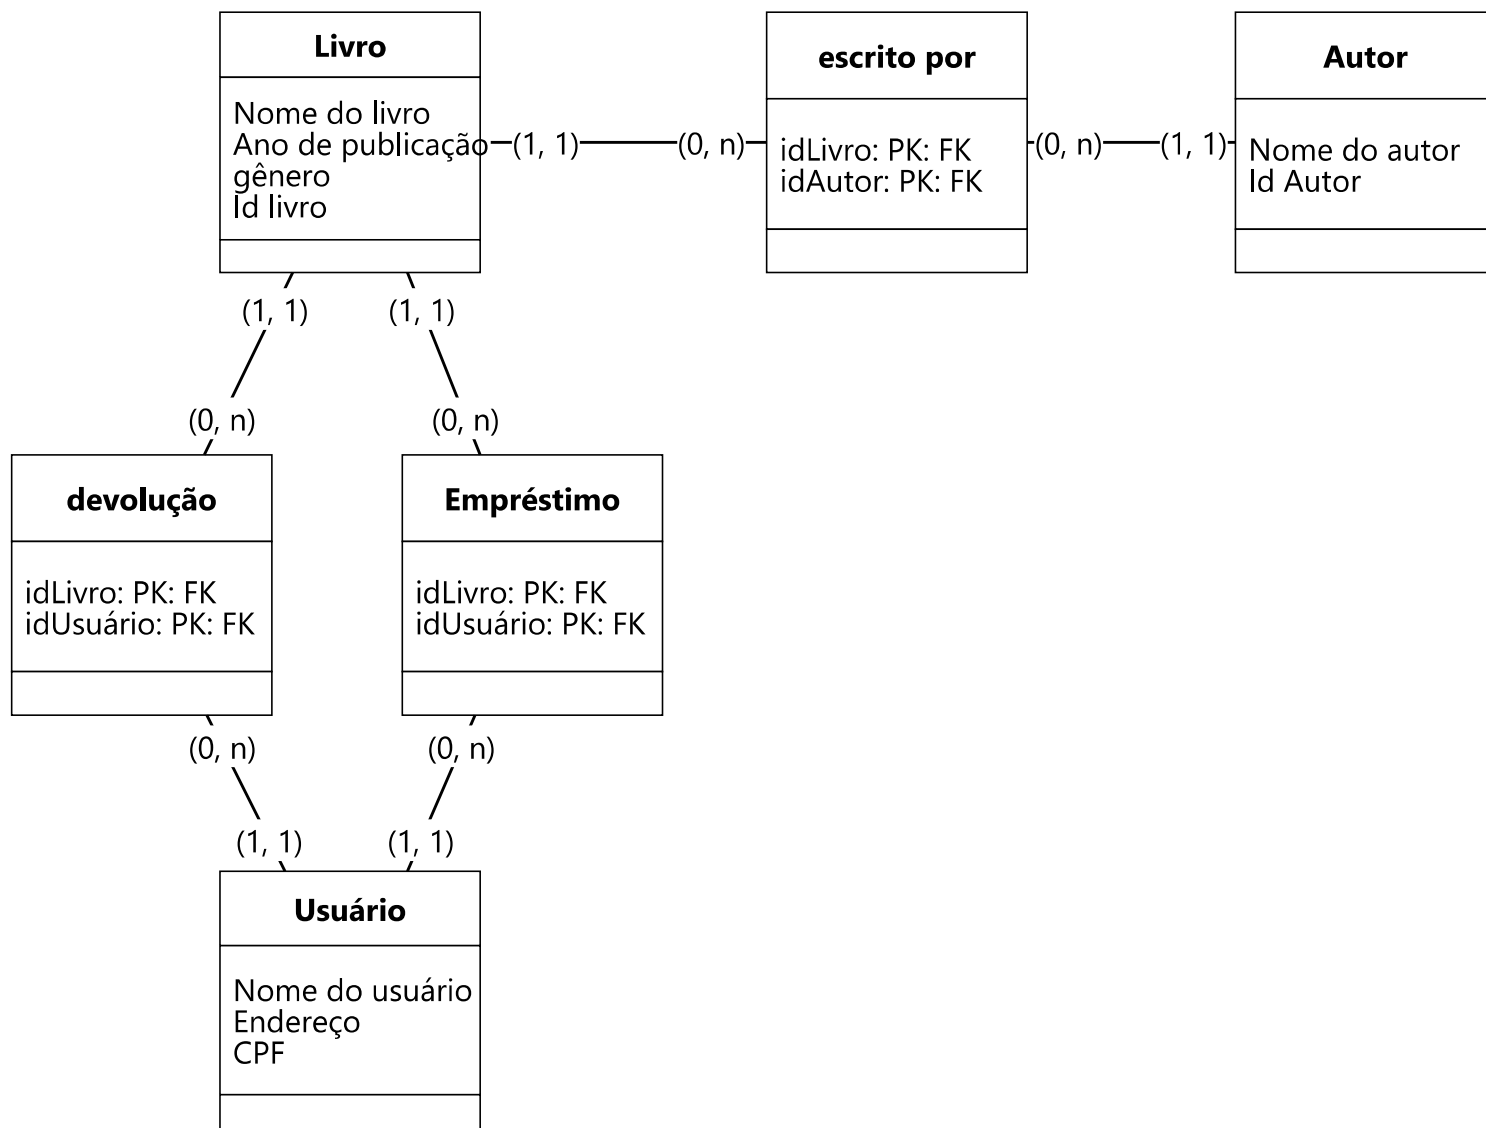 Livro
Nome do livro
Ano de publicação
gênero
Id livro
(1, 1)
(0, n)
escrito por
idLivro: PK: FK
idAutor: PK: FK
(0, n)
(1, 1)
Autor
Nome do autor
Id Autor
(1, 1)
(1, 1)
(0, n)
(0, n)
devolução
idLivro: PK: FK
idUsuário: PK: FK
Empréstimo
idLivro: PK: FK
idUsuário: PK: FK
(0, n)
(0, n)
(1, 1)
(1, 1)
Usuário
Nome do usuário
Endereço
CPF